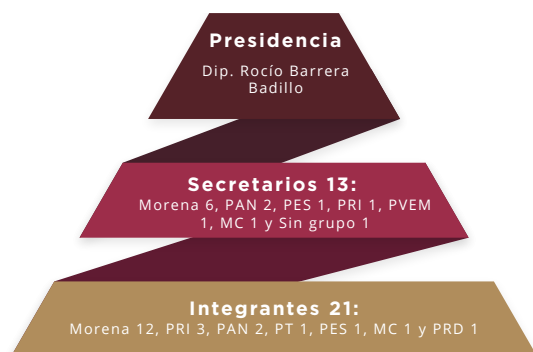 Presidencia
Dip. Rocío Barrera
Badillo
Secretarios 13:
Morena 6, PAN 2, PES 1, PRI 1, PVEM
1, MC 1 y Sin grupo 1
Integrantes 21:
Morena 12, PRI 3, PAN 2, PT 1, PES 1, MC 1 y PRD 1